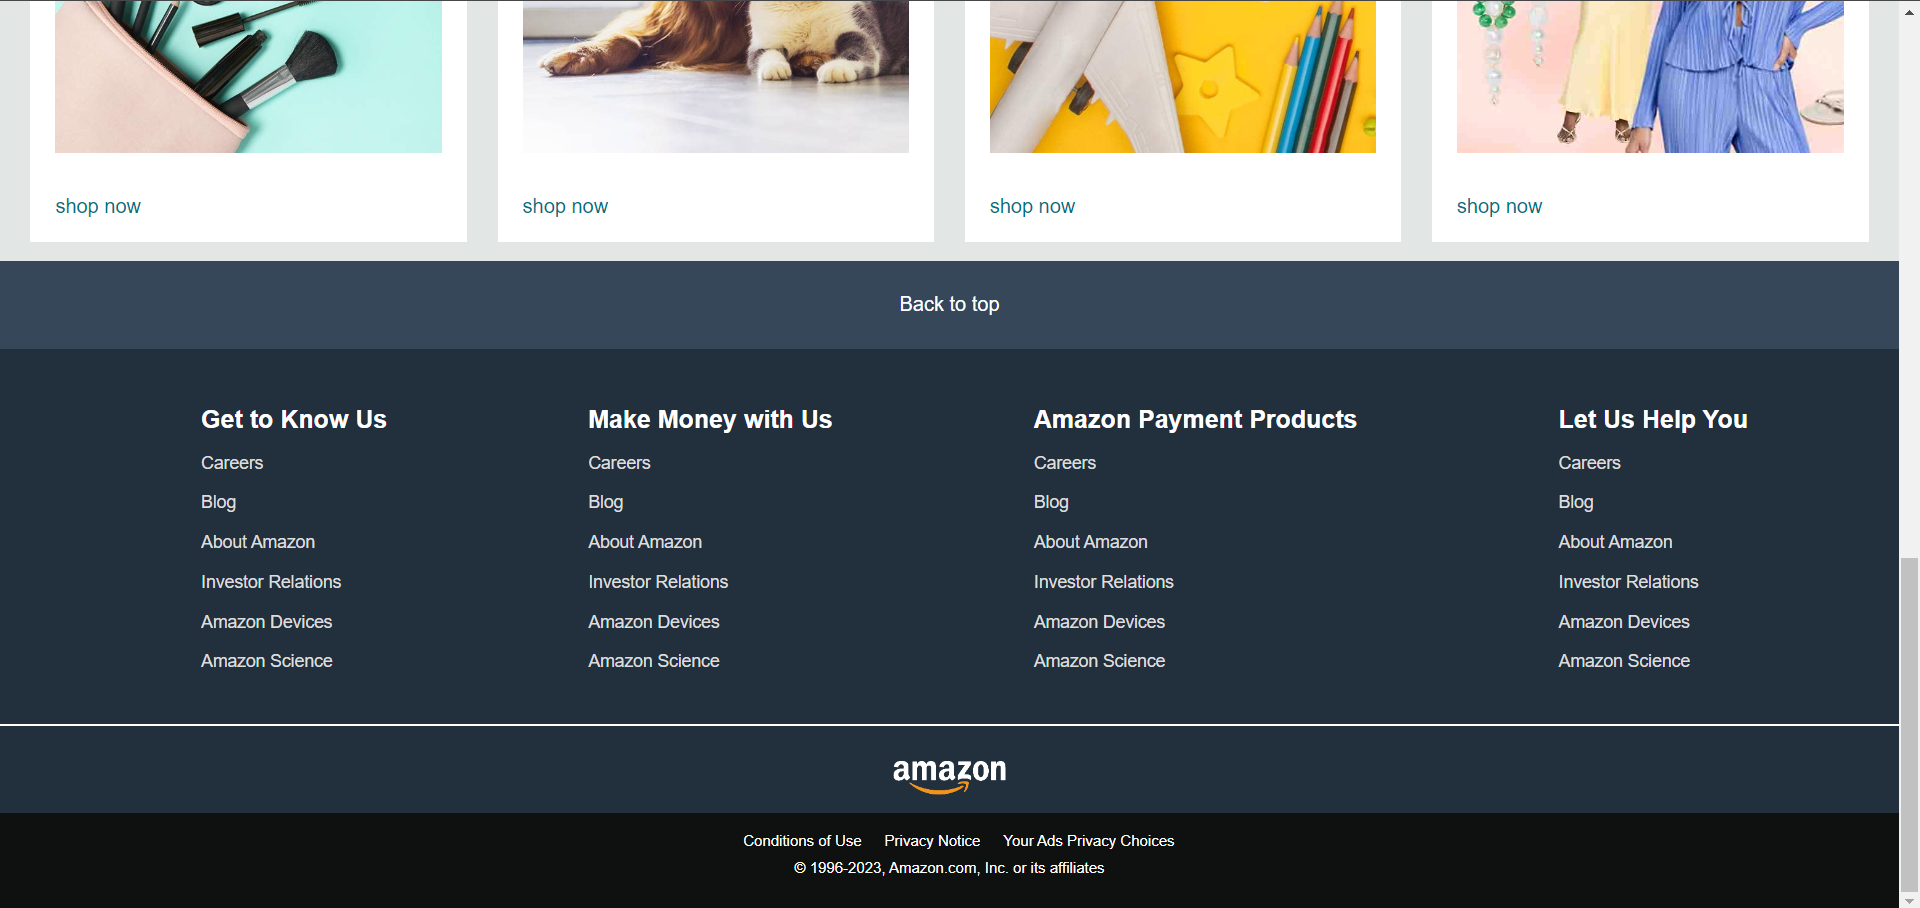 shop now
shop now
shop now
shop now
Back to top
Get to Know Us
Careers
Blog
About Amazon
Investor Relations
Amazon Devices
Amazon Science
Make Money with Us
Careers
Blog
About Amazon
Investor Relations
Amazon Devices
Amazon Science
Amazon Payment Products
Careers
Blog
About Amazon
Investor Relations
Amazon Devices
Amazon Science
Let Us Help You
Careers
Blog
About Amazon
Investor Relations
Amazon Devices
Amazon Science
amazon
Conditions of Use Privacy Notice Your Ads Privacy Choices
© 1996-2023, Amazon.com, Inc. or its affiliates